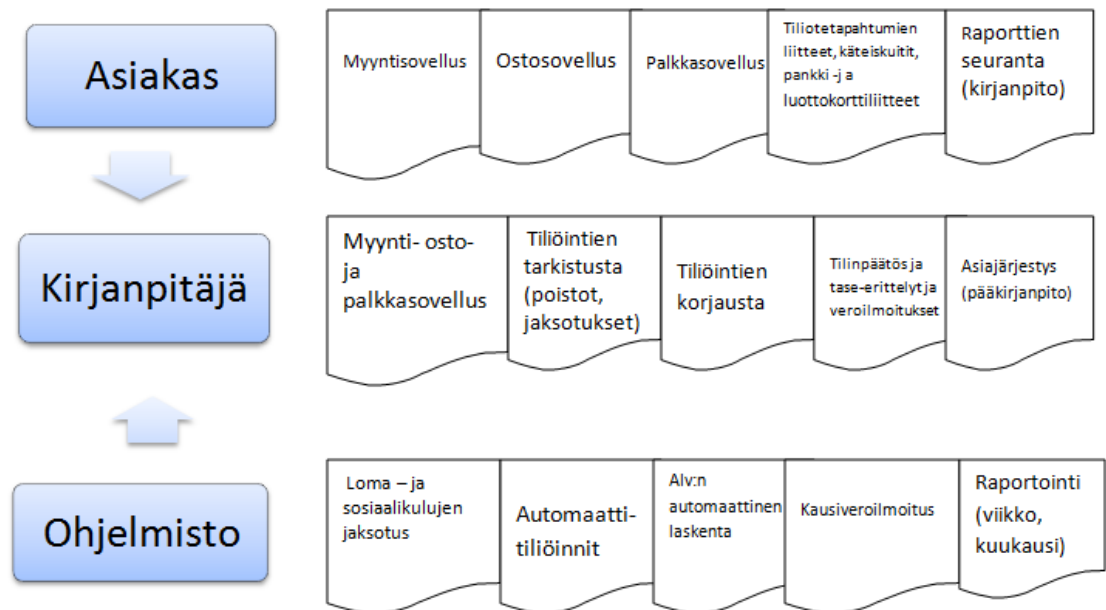 Asiakas
Myyntisovellus
Ostosovellus
Palkkasovellus
Tiliotetapahtumien
liitteet, käteiskuitit,
pankki -j a
luottokorttiliitteet
Raporttien
seuranta
(kirjanpito)
Kirjanpitäjä
Myynti- osto-
ja
palkkasovellus
Tiliöintien
tarkistusta
(poistot,
jaksotukset)
Tiliöintien
korjausta
Tilinpäätös ja
tase-erittelyt ja
veroilmoitukset
Asiajärjestys
(pääkirjanpito)
Ohjelmisto
Loma – ja
sosiaalikulujen
jaksotus
Automaatti-
tiliöinnit
Alv:n
automaattinen
laskenta
Kausiveroilmoitus
Raportointi
(viikko,
kuukausi)